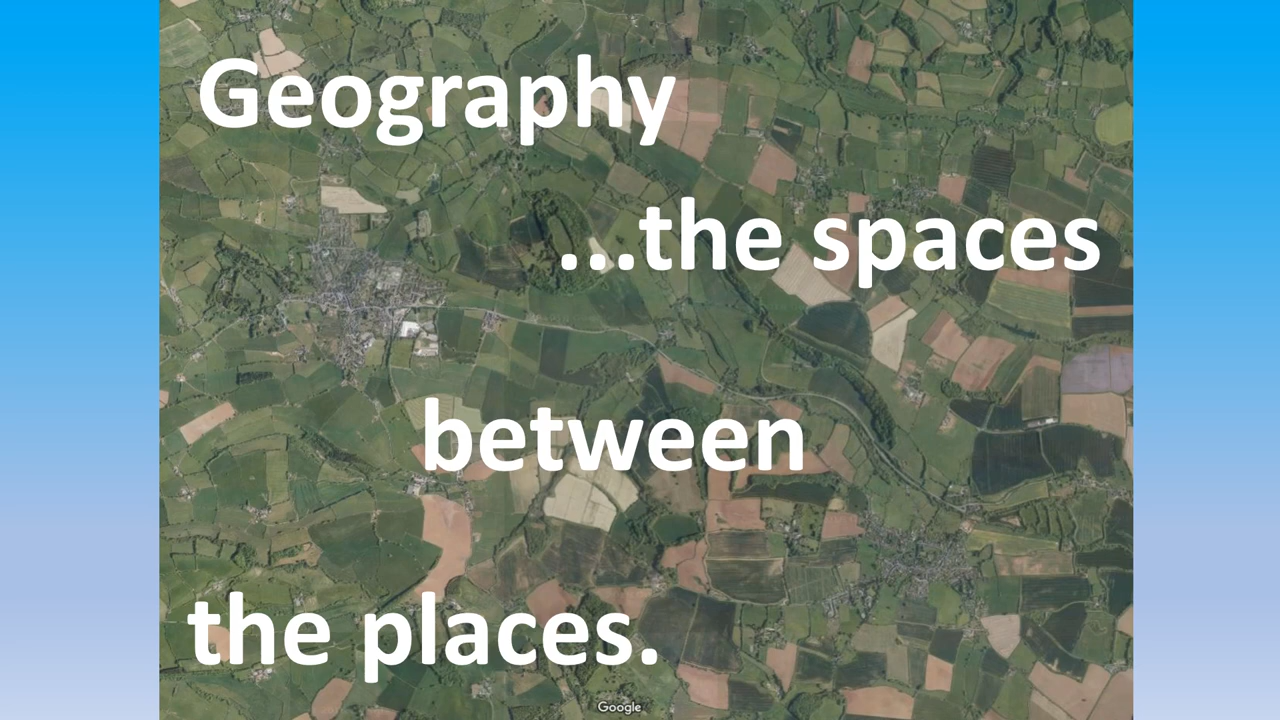 Geography
...the spaces
between
the places.
Google